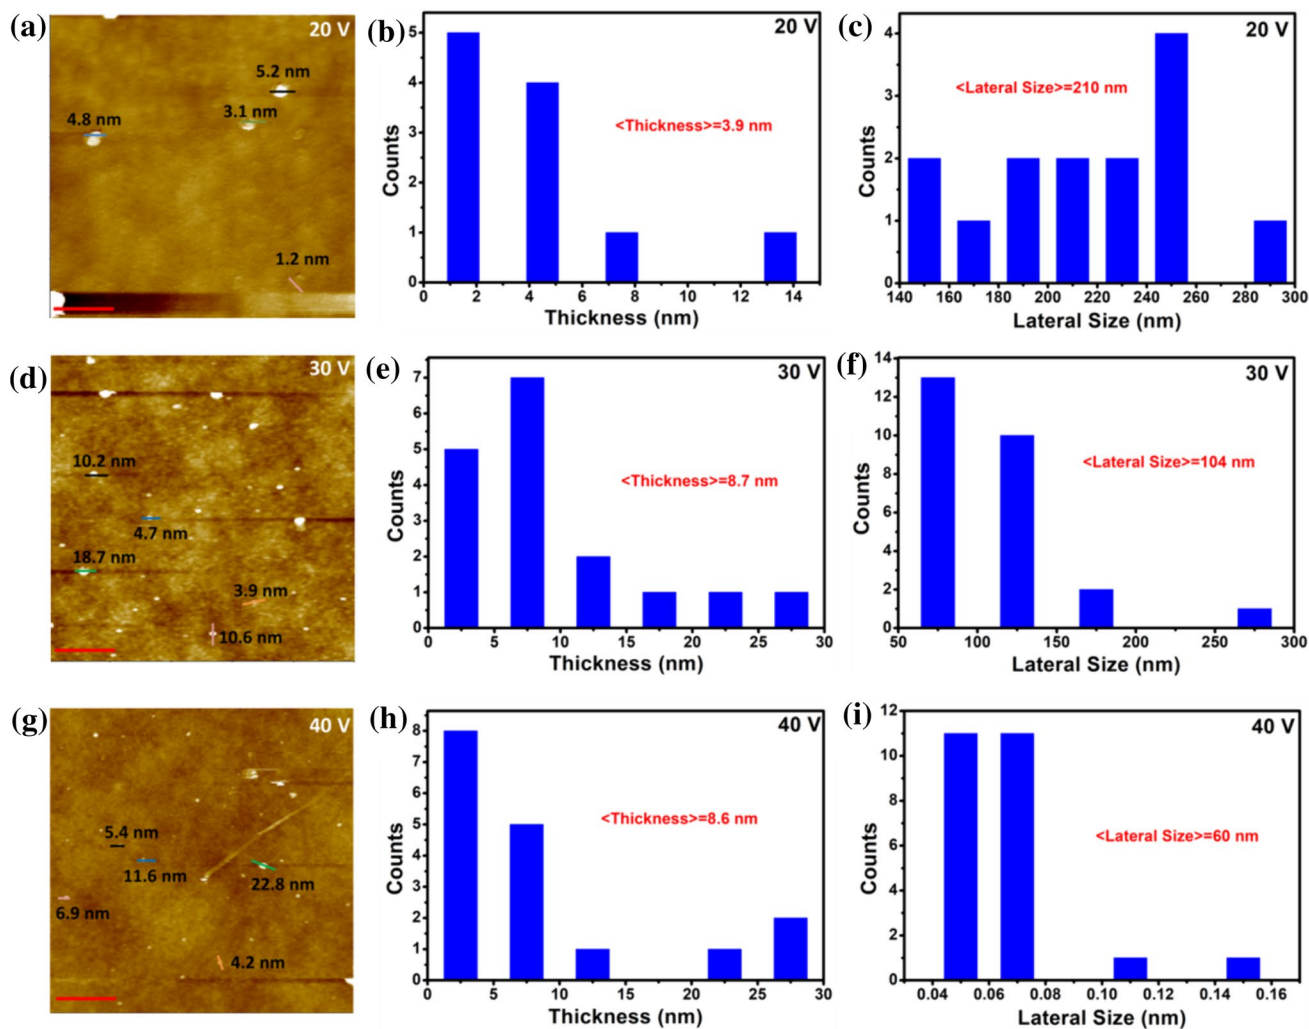 (a)
20 V
5.2 nm
4.8 nm
3.1 nm
1.2 nm
(b)
20 V
<Thickness>=3.9 nm
Counts
5
4
3
2
1
0
0 2 4 6 8 10 12 14
Thickness (nm)
(c)
20 V
<Lateral Size>=210 nm
Counts
4
3
2
1
0
140 160 180 200 220 240 260 280 300
Lateral Size (nm)
(d)
30 V
10.2 nm
4.7 nm
18.7 nm
3.9 nm
10.6 nm
(e)
30 V
<Thickness>=8.7 nm
Counts
7
6
5
4
3
2
1
0
0 5 10 15 20 25 30
Thickness (nm)
(f)
30 V
<Lateral Size>=104 nm
Counts
14
12
10
8
6
4
2
0
50 100 150 200 250 300
Lateral Size (nm)
(g)
40 V
5.4 nm
11.6 nm
22.8 nm
6.9 nm
4.2 nm
(h)
40 V
<Thickness>=8.6 nm
Counts
8
7
6
5
4
3
2
1
0
0 5 10 15 20 25 30
Thickness (nm)
(i)
40 V
<Lateral Size>=60 nm
Counts
12
10
8
6
4
2
0
0.04 0.06 0.08 0.10 0.12 0.14 0.16
Lateral Size (nm)